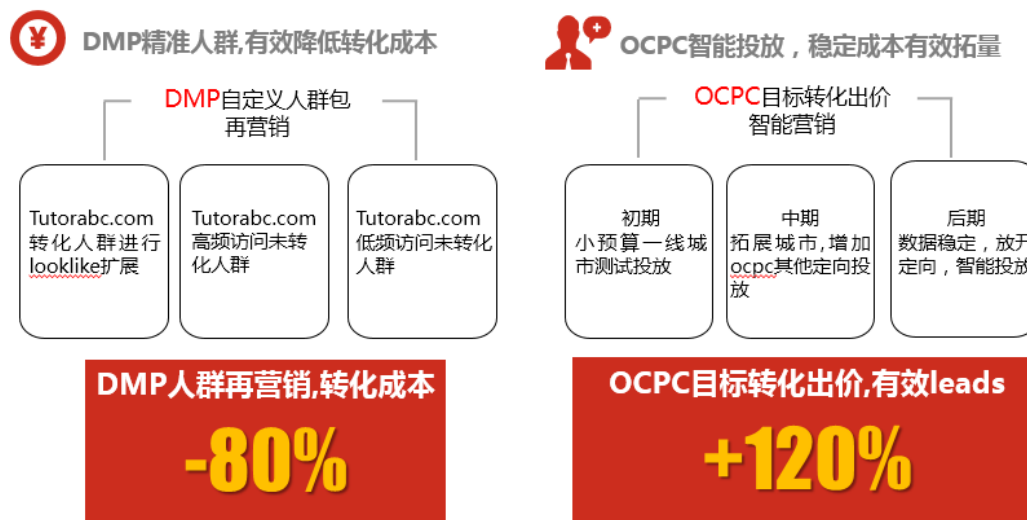 ¥
DMP精准人群,有效降低转化成本
DMP自定义人群包
再营销
Tutorabc.com
转化人群进行
looklike扩展
Tutorabc.com
高频访问未转
化人群
Tutorabc.com
低频访问未转化
人群
DMP人群再营销,转化成本
-80%
OCPC智能投放，稳定成本有效拓量
OCPC目标转化出价
智能营销
初期
小预算一线城
市测试投放
中期
拓展城市,增加
ocpc其他定向投
放
后期
数据稳定，放开
定向，智能投放
OCPC目标转化出价,有效leads
+120%